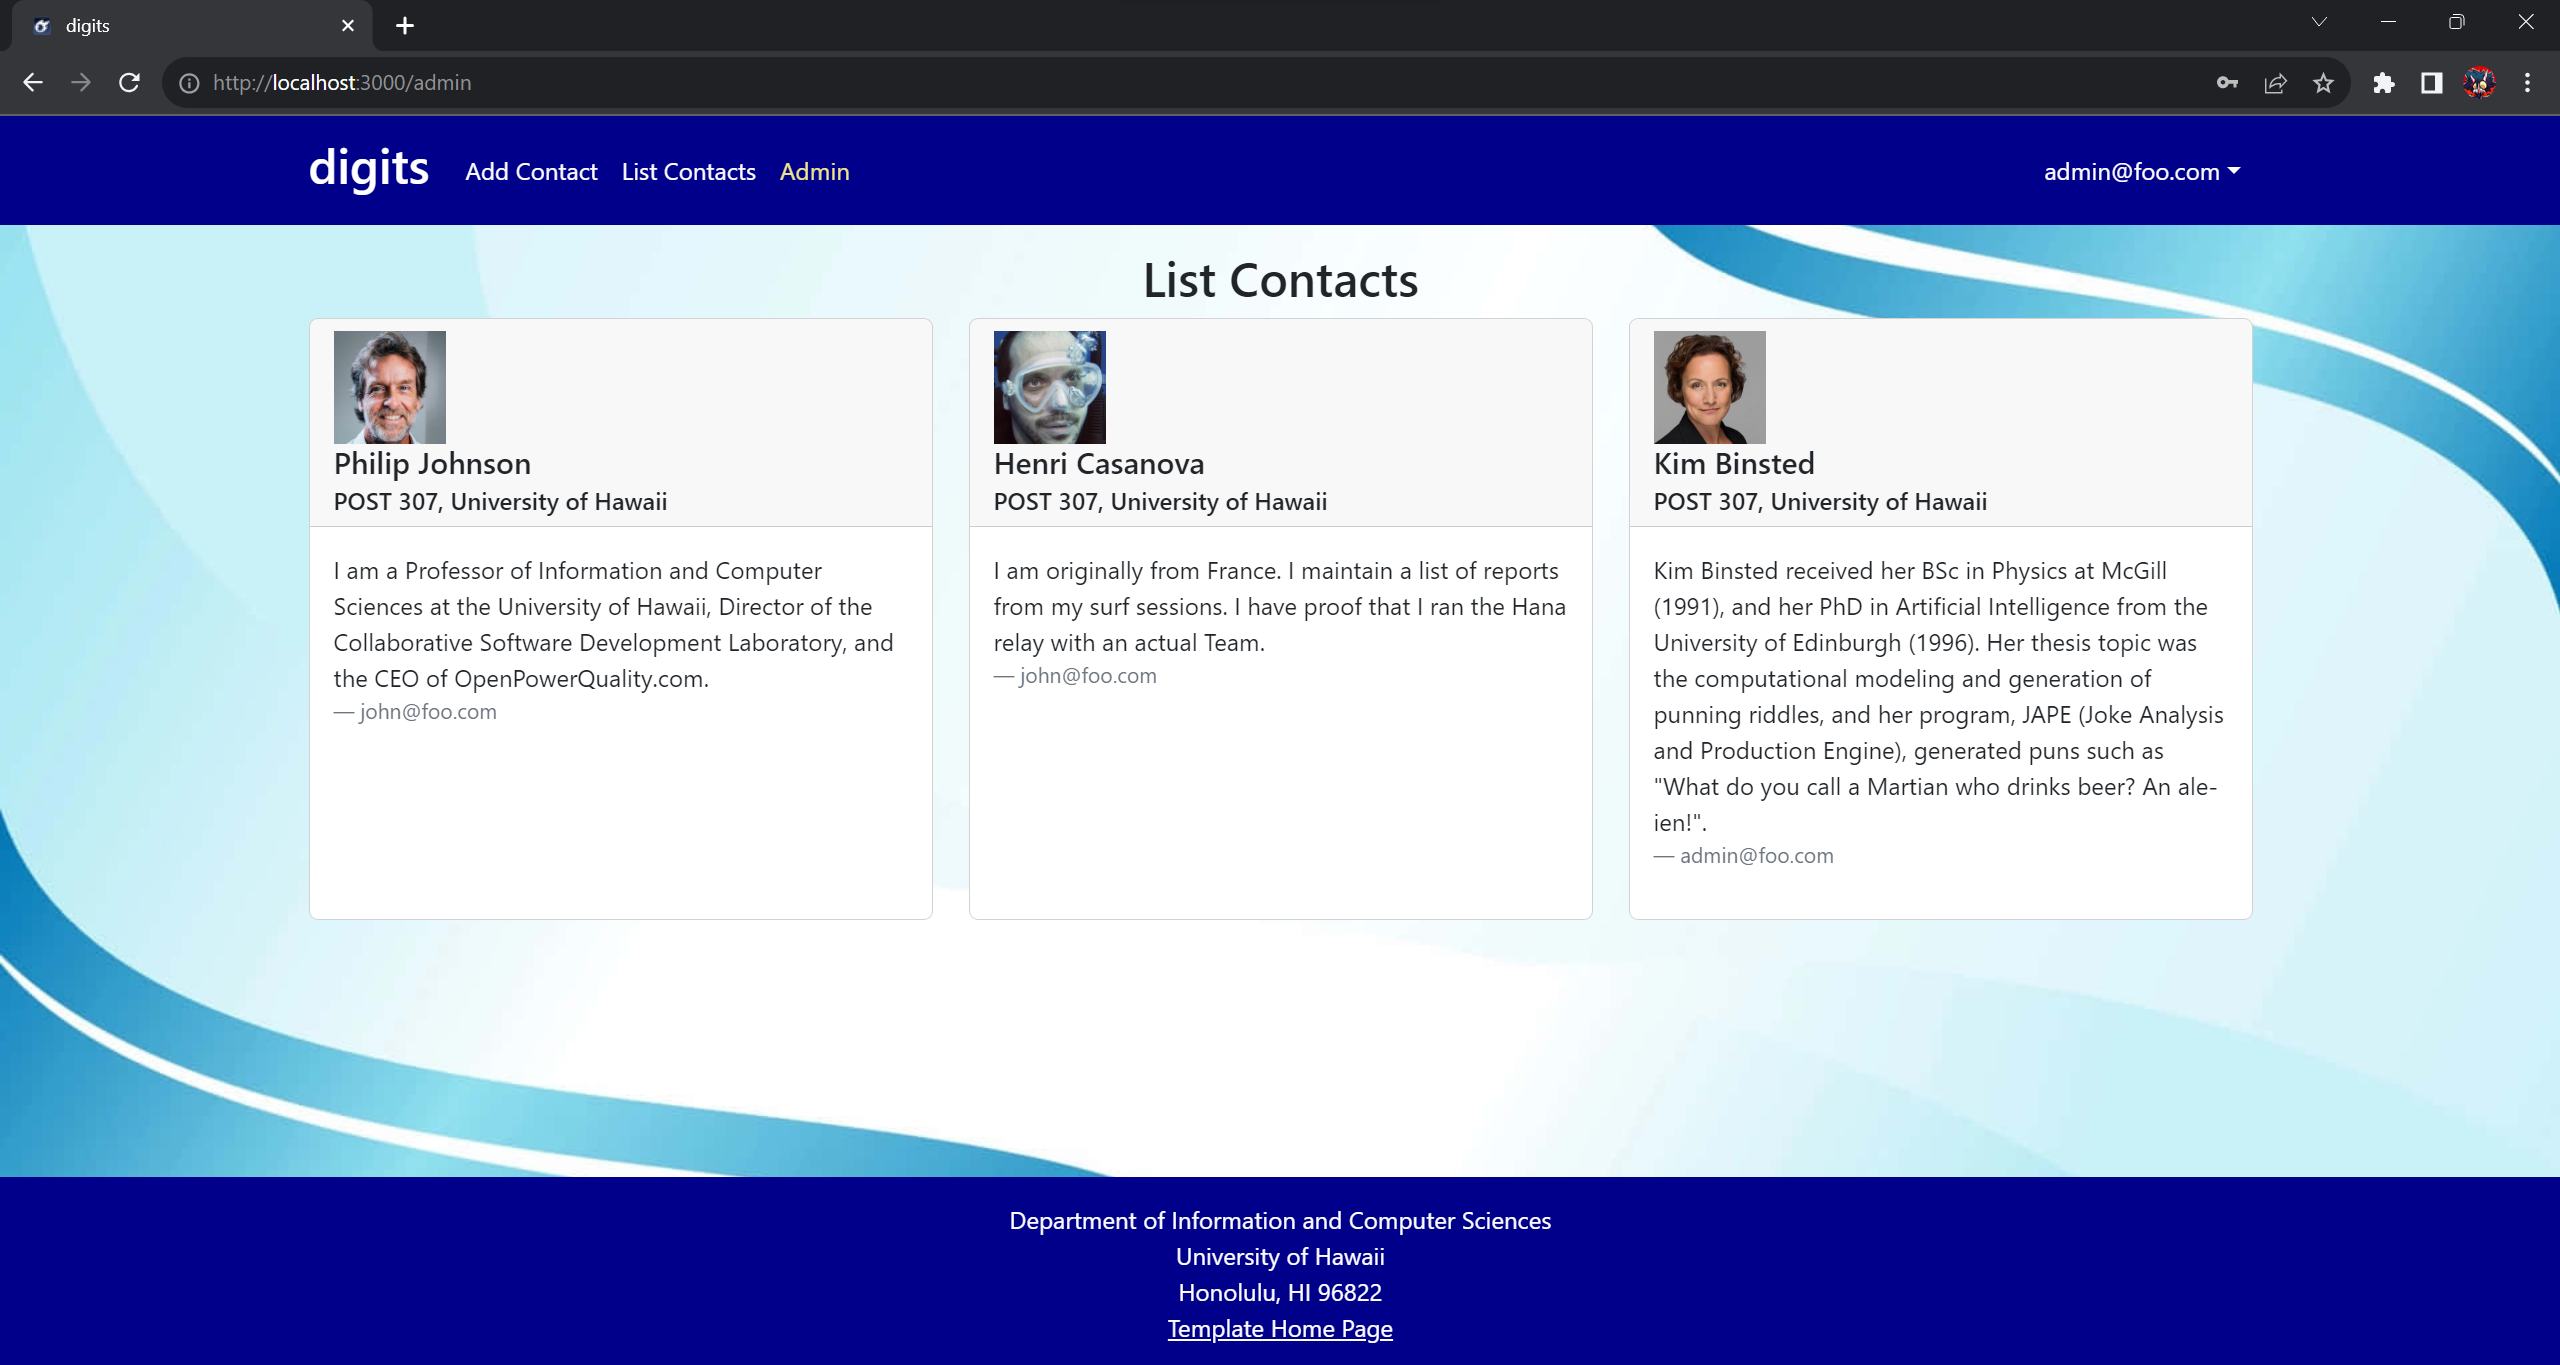 digits
http://localhost:3000/admin
digits Add Contact List Contacts Admin admin@foo.com
List Contacts
Philip Johnson
POST 307, University of Hawaii
I am a Professor of Information and Computer
Sciences at the University of Hawaii, Director of the
Collaborative Software Development Laboratory, and
the CEO of OpenPowerQuality.com.
— john@foo.com
Henri Casanova
POST 307, University of Hawaii
I am originally from France. I maintain a list of reports
from my surf sessions. I have proof that I ran the Hana
relay with an actual Team.
— john@foo.com
Kim Binsted
POST 307, University of Hawaii
Kim Binsted received her BSc in Physics at McGill
(1991), and her PhD in Artificial Intelligence from the
University of Edinburgh (1996). Her thesis topic was
the computational modeling and generation of
punning riddles, and her program, JAPE (Joke Analysis
and Production Engine), generated puns such as
"What do you call a Martian who drinks beer? An ale-
ien!".
— admin@foo.com
Department of Information and Computer Sciences
University of Hawaii
Honolulu, HI 96822
Template Home Page